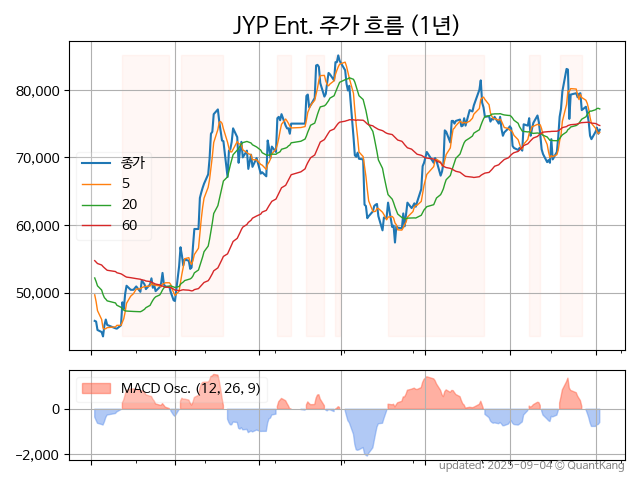 JYP Ent. 주가 흐름 (1년)
80,000
70,000
60,000
50,000
종가
5
20
60
MACD Osc. (12, 26, 9)
0
−2,000
updated: 2025-09-04 © QuantKang